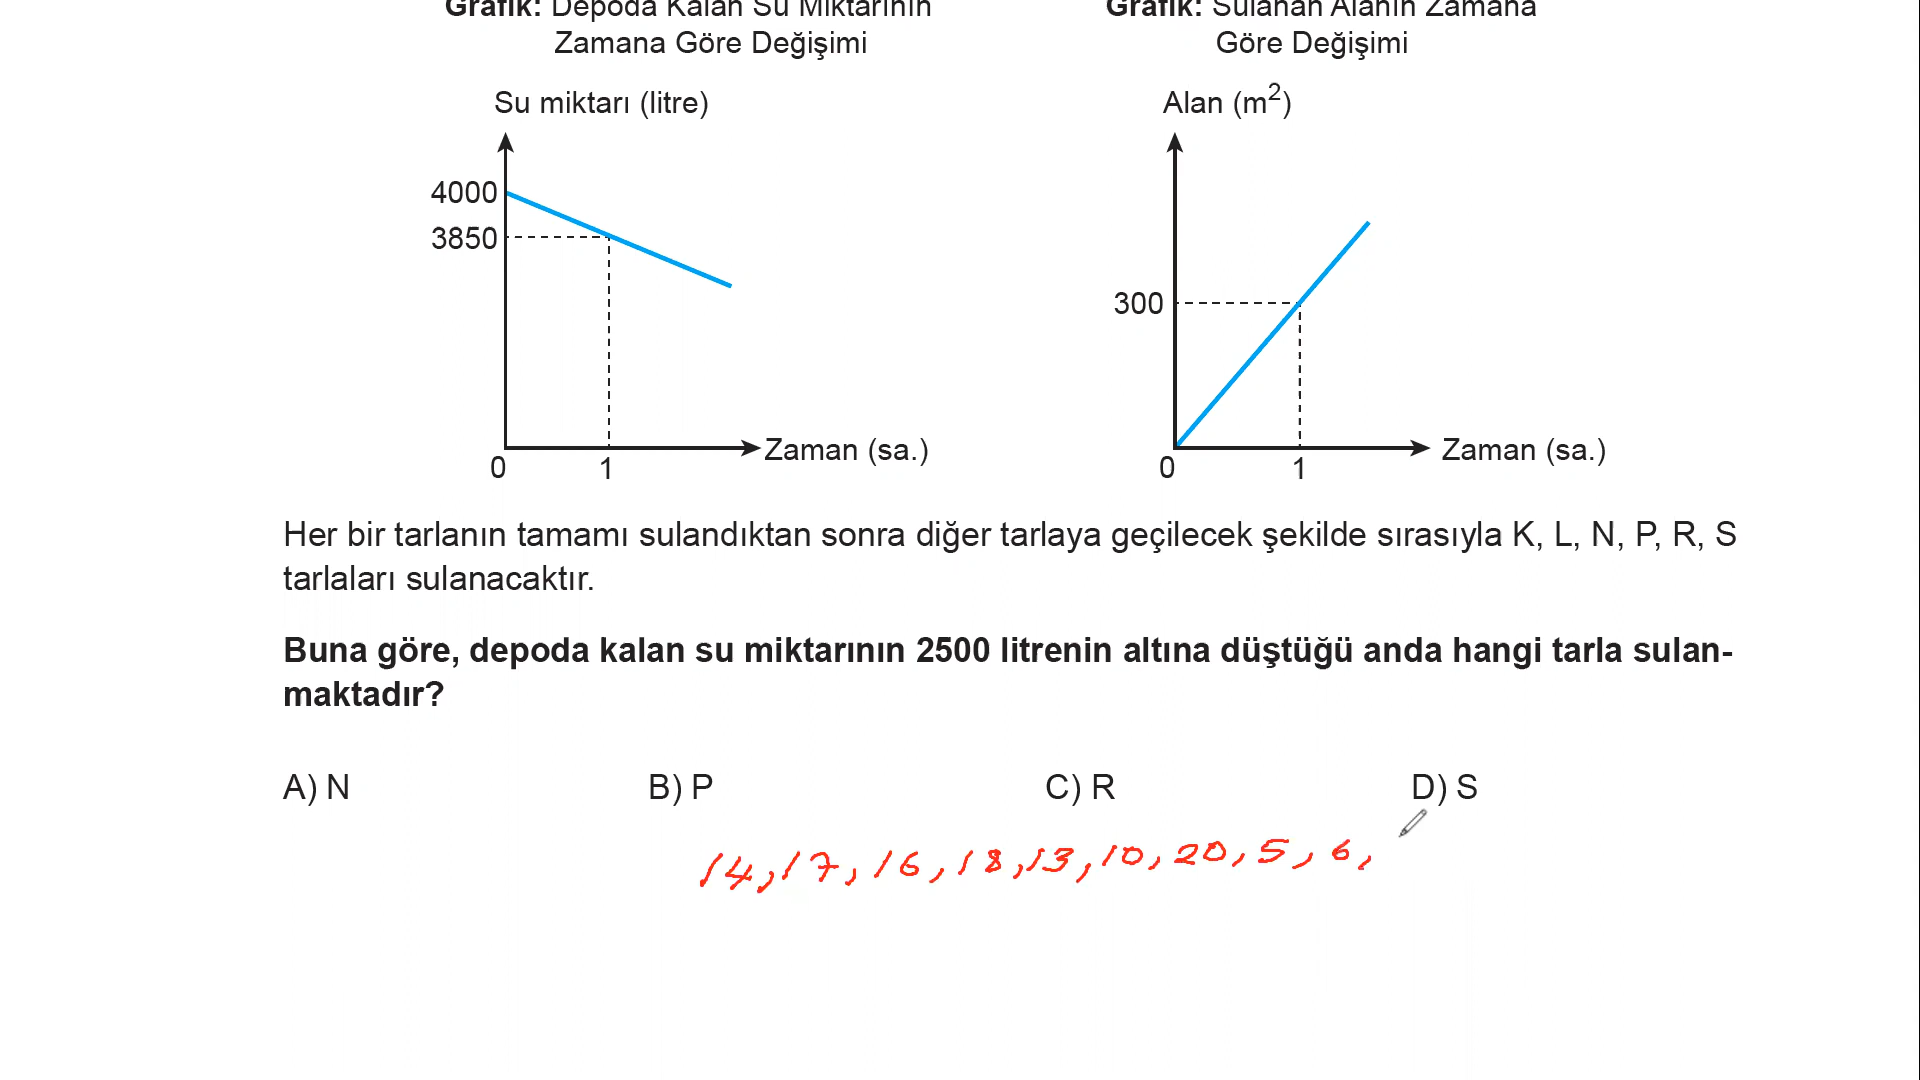 Grafik: Depoda Kalan Su Miktarının
Zamana Göre Değişimi
Su miktarı (litre)
4000
3850
0
1
Zaman (sa.)
Grafik: Sulanan Alanın Zamana
Göre Değişimi
Alan (m²)
300
0
1
Zaman (sa.)
Her bir tarlanın tamamı sulandıktan sonra diğer tarlaya geçilecek şekilde sırasıyla K, L, N, P, R, S
tarlaları sulanacaktır.
Buna göre, depoda kalan su miktarının 2500 litrenin altına düştüğü anda hangi tarla sulan-
maktadır?
A) N B) P C) R D) S
14, 17, 16, 18, 13, 10, 20, 5, 6,